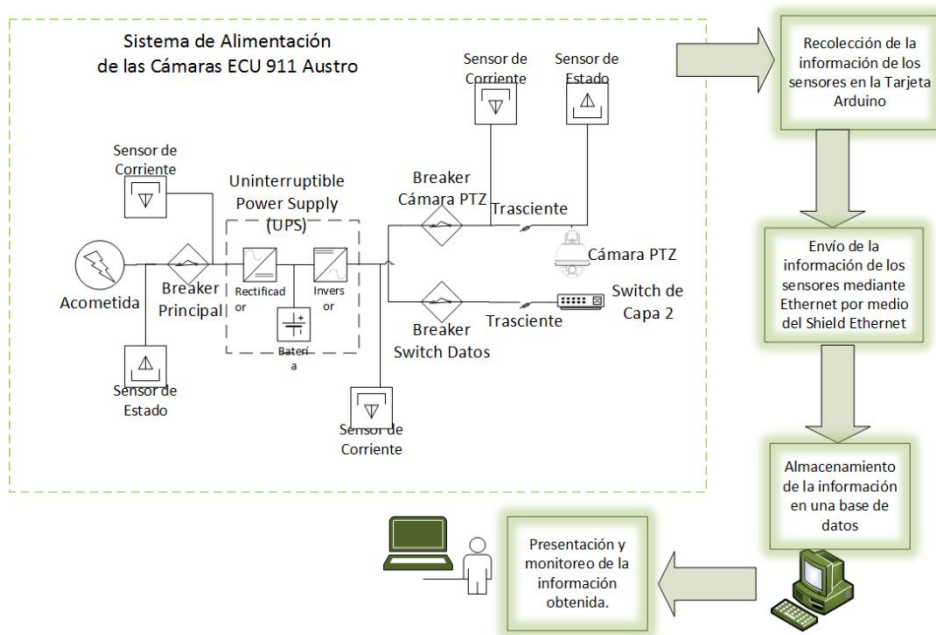 Sistema de Alimentación
de las Cámaras ECU 911 Austro
Sensor de
Corriente
Sensor de
Estado
Sensor de
Corriente
Uninterruptible
Power Supply
(UPS)
Breaker
Cámara PTZ
Trasciente
Cámara PTZ
Acometida
Breaker
Principal
Rectificad
or
Invers
or
Baterí
a
Breaker
Switch Datos
Trasciente
Switch de
Capa 2
Sensor de
Estado
Sensor de
Corriente
Recolección de la
información de los
sensores en la Tarjeta
Arduino
Envío de la
información de los
sensores mediante
Ethernet por medio
del Shield Ethernet
Almacenamiento
de la información
en una base de
datos
Presentación y
monitoreo de la
información
obtenida.